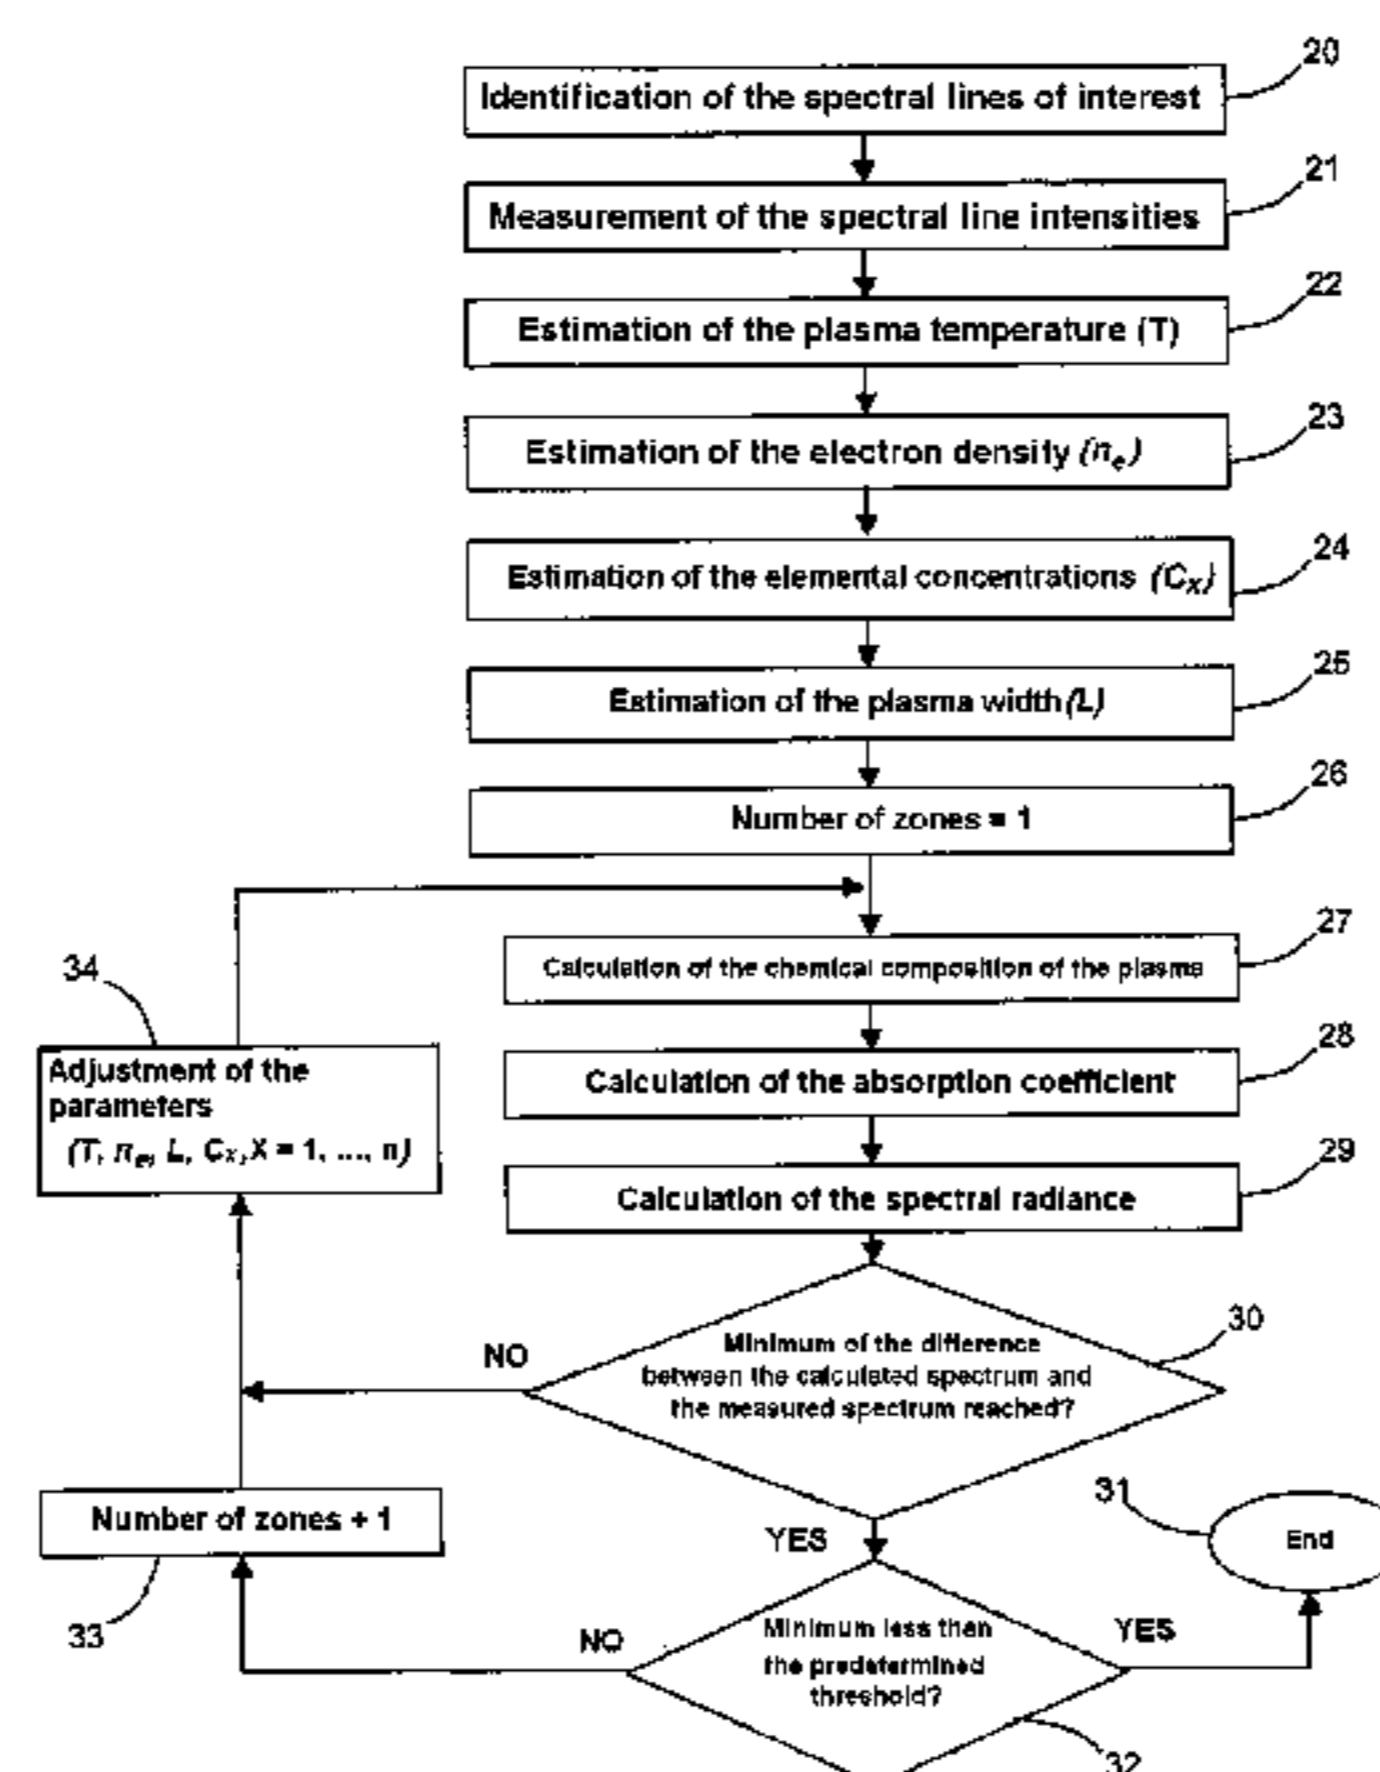 20
Identification of the spectral lines of interest
21
Measurement of the spectral line intensities
22
Estimation of the plasma temperature (T)
23
Estimation of the electron density (nₑ)
24
Estimation of the elemental concentrations (Cₓ)
25
Estimation of the plasma width (L)
26
Number of zones = 1
27
Calculation of the chemical composition of the plasma
34
28
Adjustment of the
parameters
(T, nₑ, L, Cₓ, X = 1, ..., n)
Calculation of the absorption coefficient
29
Calculation of the spectral radiance
30
NO
Minimum of the difference
between the calculated spectrum and
the measured spectrum reached?
31
Number of zones + 1
YES
End
33
NO
Minimum less than
the predetermined
threshold?
YES
32